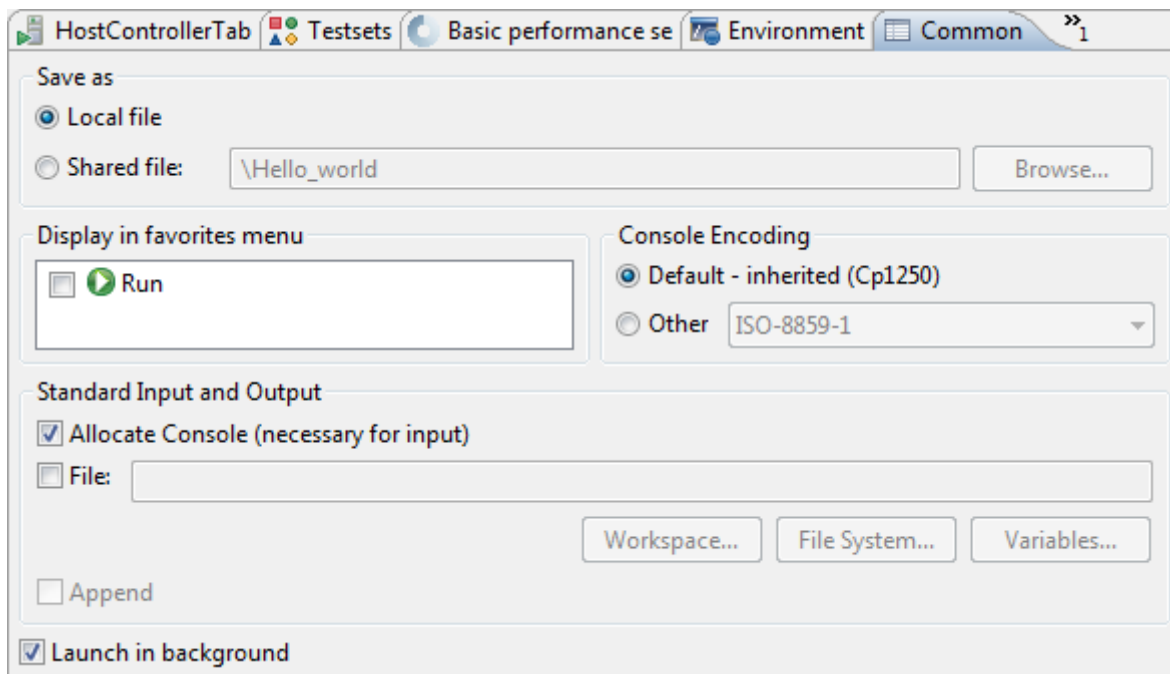 HostControllerTab Testsets Basic performance se Environment Common »1
Save as
Local file
Shared file: \Hello_world Browse...
Display in favorites menu
Run
Console Encoding
Default - inherited (Cp1250)
Other ISO-8859-1
Standard Input and Output
Allocate Console (necessary for input)
File:
Workspace... File System... Variables...
Append
Launch in background